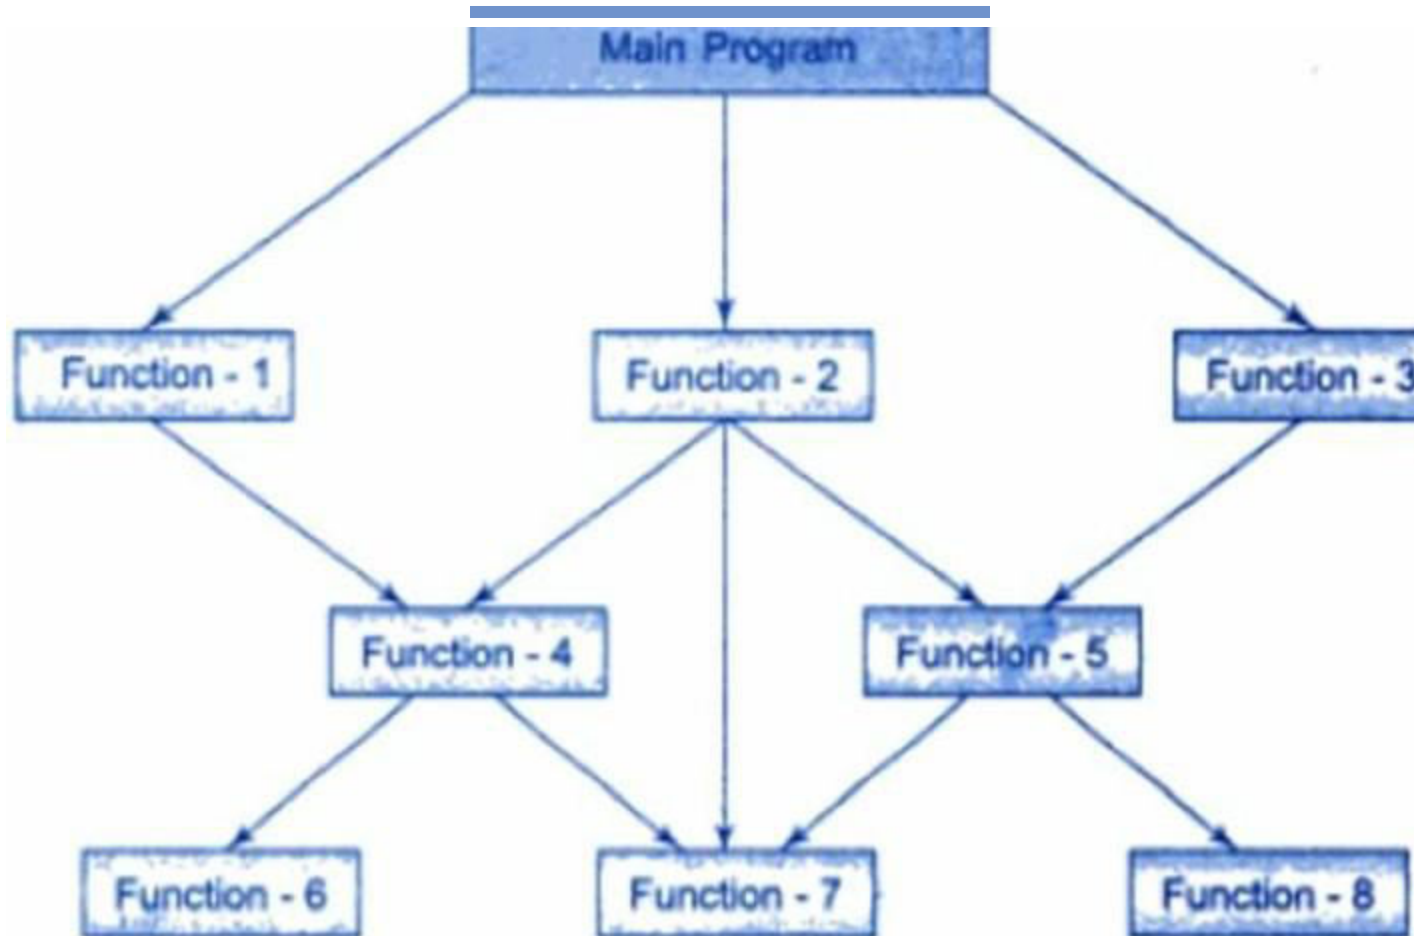 Main Program
Function - 1
Function - 2
Function - 3
Function - 4
Function - 5
Function - 6
Function - 7
Function - 8